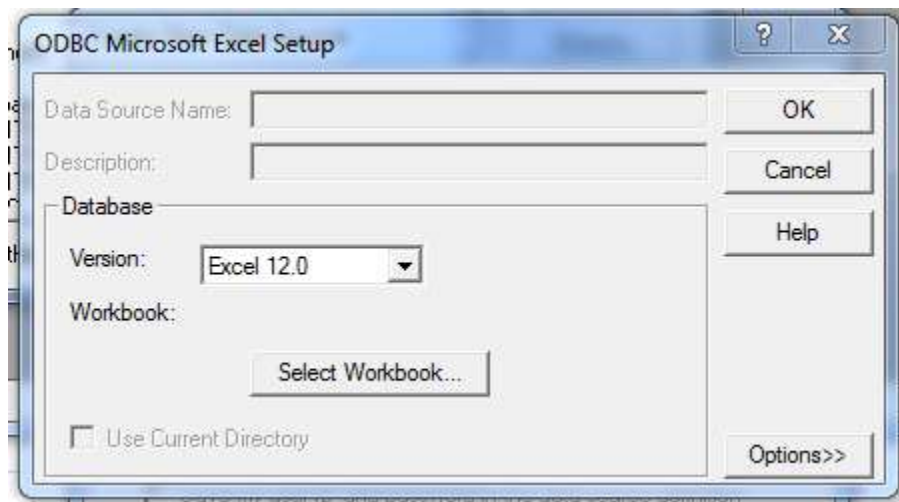 ODBC Microsoft Excel Setup
Data Source Name:
OK
Description:
Cancel
Database
Help
Version:
Excel 12.0
Workbook:
Select Workbook...
Use Current Directory
Options>>